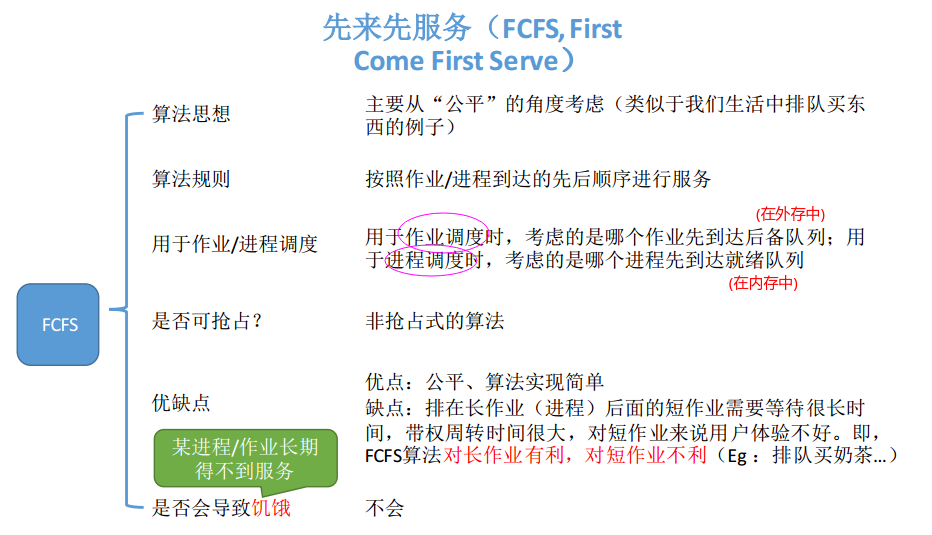 先来先服务（FCFS, First
Come First Serve）
算法思想
主要从“公平”的角度考虑（类似于我们生活中排队买东
西的例子）
算法规则
按照作业/进程到达的先后顺序进行服务
(在外存中)
用于作业/进程调度
用于作业调度时，考虑的是哪个作业先到达后备队列；用
于进程调度时，考虑的是哪个进程先到达就绪队列
(在内存中)
FCFS
是否可抢占？
非抢占式的算法
优缺点
优点：公平、算法实现简单
缺点：排在长作业（进程）后面的短作业需要等待很长时
间，带权周转时间很大，对短作业来说用户体验不好。即，
FCFS算法对长作业有利，对短作业不利（Eg：排队买奶茶…）
某进程/作业长期
得不到服务
是否会导致饥饿
不会